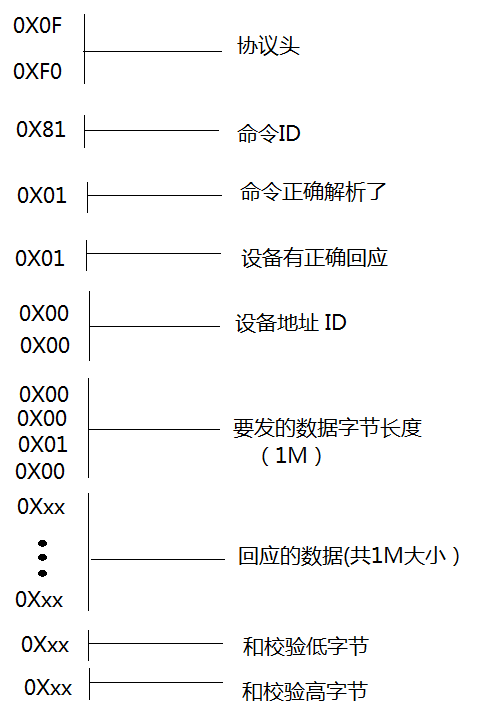 0X0F
0XF0
协议头
0X81
命令ID
0X01
命令正确解析了
0X01
设备有正确回应
0X00
0X00
设备地址 ID
0X00
0X00
0X01
0X00
要发的数据字节长度
（1M）
0Xxx
0Xxx
回应的数据(共1M大小）
0Xxx
和校验低字节
0Xxx
和校验高字节